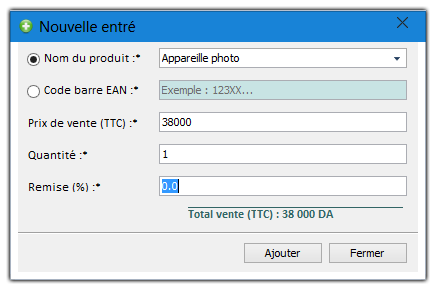 Nouvelle entré
Nom du produit :* Appareille photo
Code barre EAN :* Exemple : 123XX...
Prix de vente (TTC) :* 38000
Quantité :* 1
Remise (%) :* 0.0
Total vente (TTC) : 38 000 DA
Ajouter Fermer